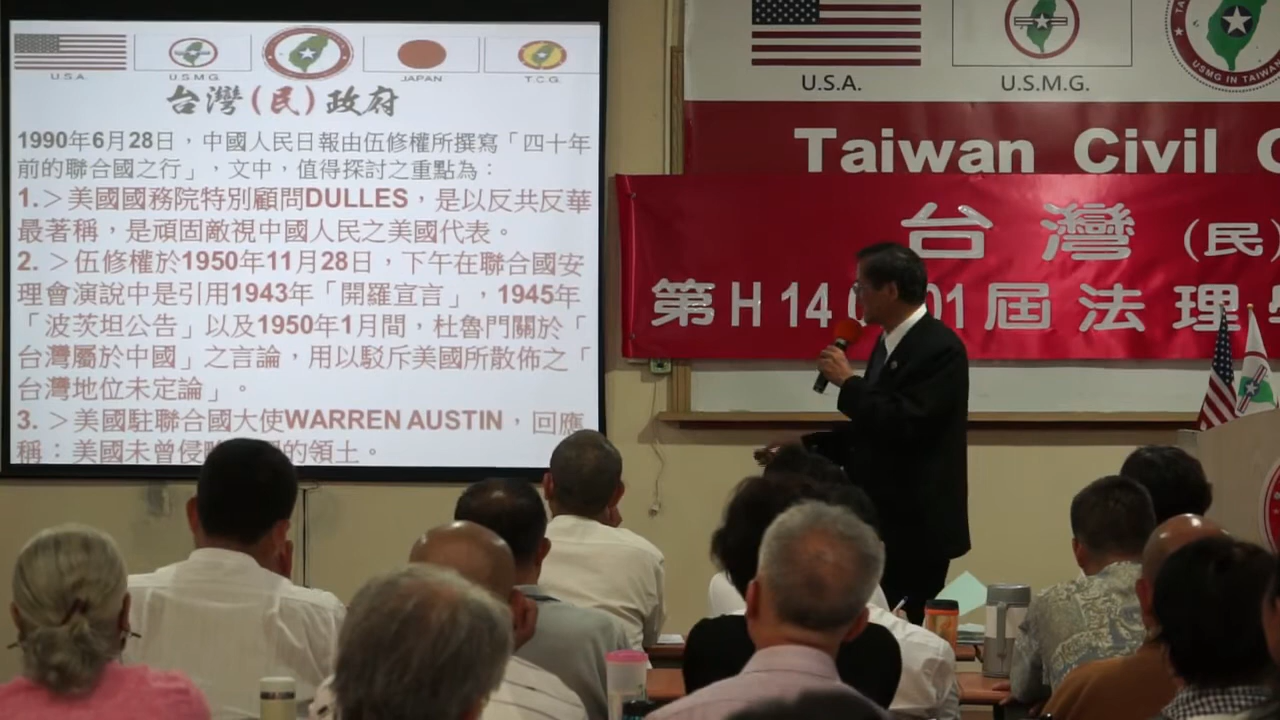 U.S.A.
U.S.M.G.
JAPAN
T.C.G.
台灣(民)政府
1990年6月28日，中國人民日報由伍修權所撰寫「四十年
前的聯合國之行」，文中，值得探討之重點為：
1.＞美國國務院特別顧問DULLES，是以反共反華
最著稱，是頑固敵視中國人民之美國代表。
2. ＞伍修權於1950年11月28日，下午在聯合國安
理會演說中是引用1943年「開羅宣言」，1945年
「波茨坦公告」以及1950年1月間，杜魯門關於「
台灣屬於中國」之言論，用以駁斥美國所散佈之「
台灣地位未定論」。
3. ＞美國駐聯合國大使WARREN AUSTIN，回應
稱：美國未曾侵 的領土。
U.S.A.
U.S.M.G.
USMG IN TAIWAN
Taiwan Civil
台灣(民)
第H14 01屆法理學